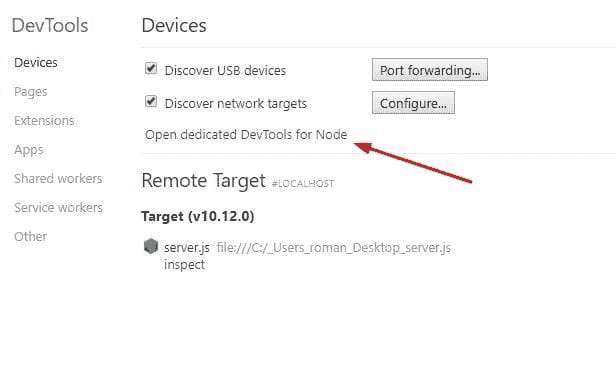 DevTools
Devices
Pages
Extensions
Apps
Shared workers
Service workers
Other
Devices
Discover USB devices Port forwarding...
Discover network targets Configure...
Open dedicated DevTools for Node
Remote Target #LOCALHOST
Target (v10.12.0)
server.js file:///C:/_Users_roman_Desktop_server.js
inspect